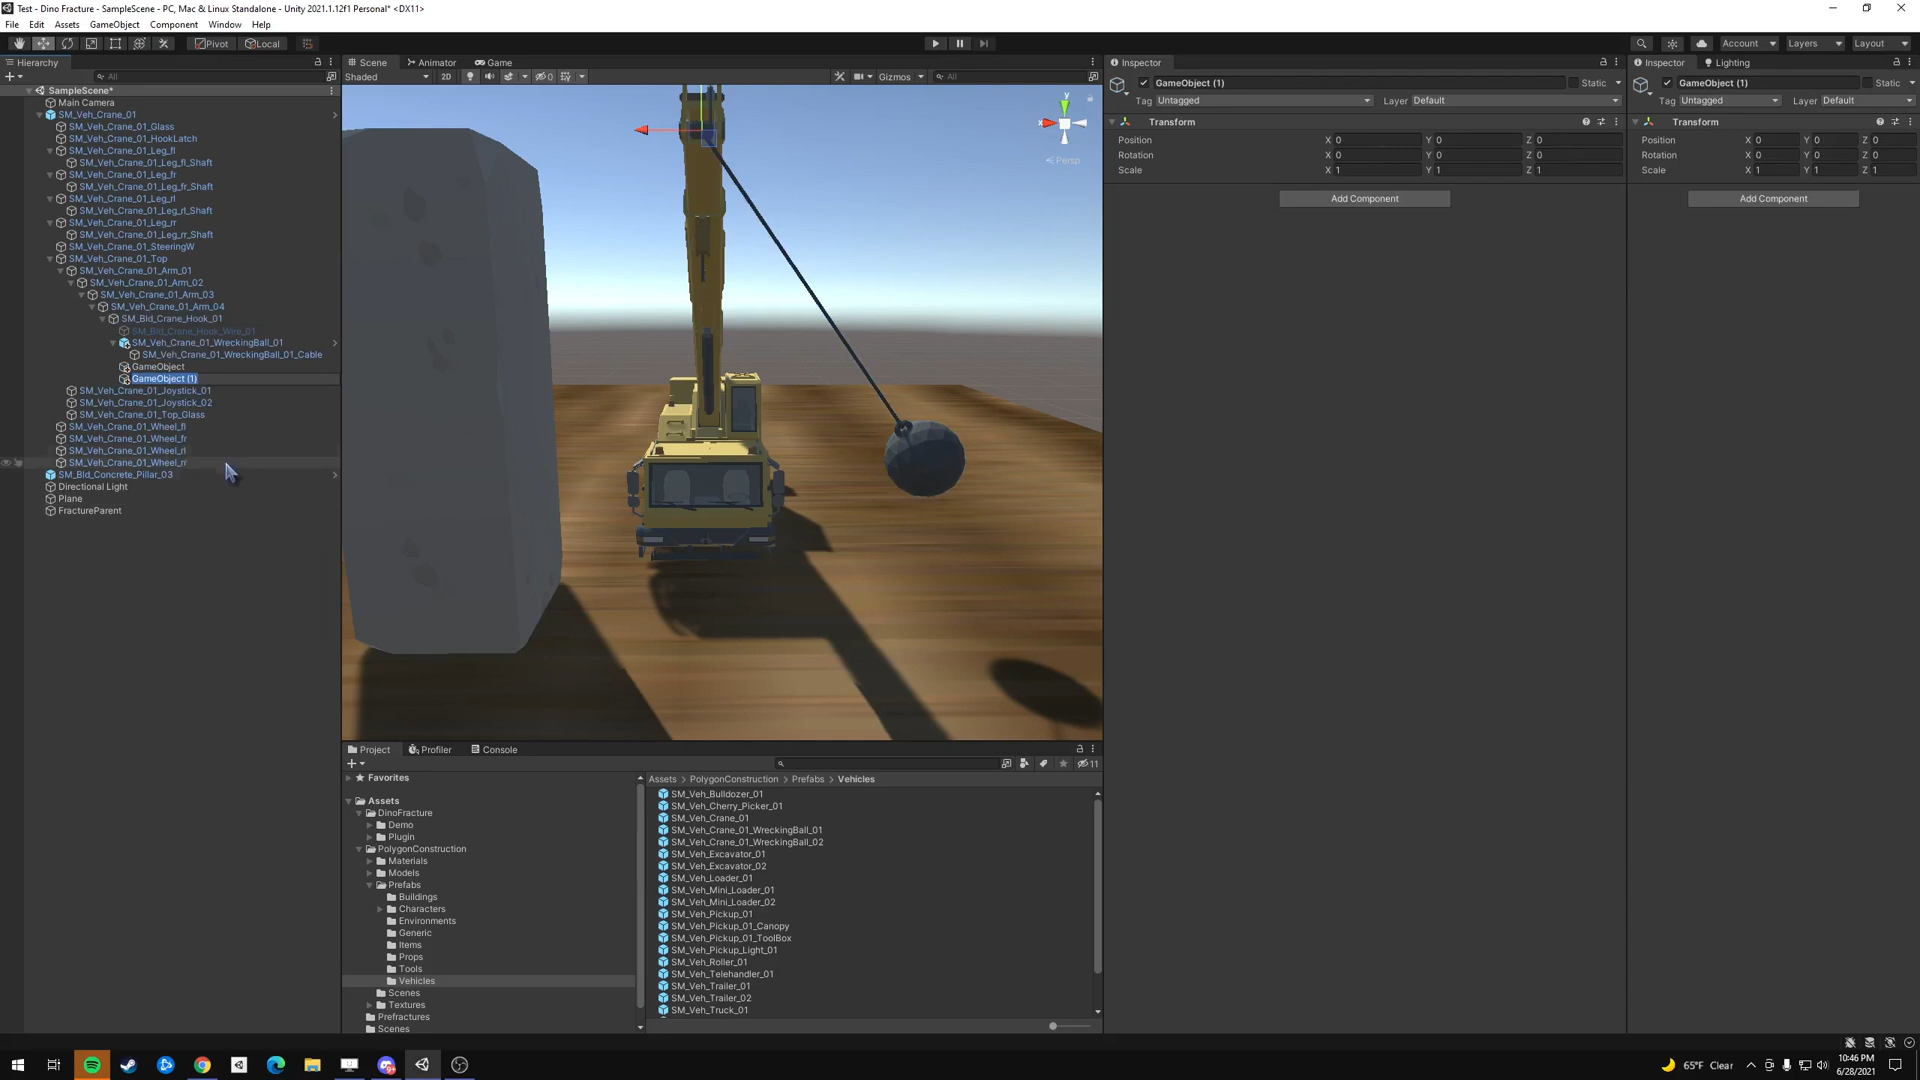 Test - Dino Fracture - SampleScene - PC, Mac & Linux Standalone - Unity 2021.1.12f1 Personal* <DX11>
File Edit Assets GameObject Component Window Help
Pivot Local Account Layers Layout
Hierarchy
All
SampleScene*
Main Camera
SM_Veh_Crane_01
SM_Veh_Crane_01_Glass
SM_Veh_Crane_01_HookLatch
SM_Veh_Crane_01_Leg_fl
SM_Veh_Crane_01_Leg_fl_Shaft
SM_Veh_Crane_01_Leg_fr
SM_Veh_Crane_01_Leg_fr_Shaft
SM_Veh_Crane_01_Leg_rl
SM_Veh_Crane_01_Leg_rl_Shaft
SM_Veh_Crane_01_Leg_rr
SM_Veh_Crane_01_Leg_rr_Shaft
SM_Veh_Crane_01_SteeringW
SM_Veh_Crane_01_Top
SM_Veh_Crane_01_Arm_01
SM_Veh_Crane_01_Arm_02
SM_Veh_Crane_01_Arm_03
SM_Veh_Crane_01_Arm_04
SM_Bld_Crane_Hook_01
SM_Bld_Crane_Hook_Wire_01
SM_Veh_Crane_01_WreckingBall_01
SM_Veh_Crane_01_WreckingBall_01_Cable
GameObject
GameObject (1)
SM_Veh_Crane_01_Joystick_01
SM_Veh_Crane_01_Joystick_02
SM_Veh_Crane_01_Top_Glass
SM_Veh_Crane_01_Wheel_fl
SM_Veh_Crane_01_Wheel_fr
SM_Veh_Crane_01_Wheel_rl
SM_Veh_Crane_01_Wheel_rr
SM_Bld_Concrete_Pillar_03
Directional Light
Plane
FractureParent
Scene Animator Game
Shaded 2D 0 Gizmos All
y
x
Persp
Project Profiler Console
11
Favorites
Assets
DinoFracture
Demo
Plugin
PolygonConstruction
Materials
Models
Prefabs
Buildings
Characters
Environments
Generic
Items
Props
Tools
Vehicles
Scenes
Textures
Prefractures
Scenes
Assets > PolygonConstruction > Prefabs > Vehicles
SM_Veh_Bulldozer_01
SM_Veh_Cherry_Picker_01
SM_Veh_Crane_01
SM_Veh_Crane_01_WreckingBall_01
SM_Veh_Crane_01_WreckingBall_02
SM_Veh_Excavator_01
SM_Veh_Excavator_02
SM_Veh_Loader_01
SM_Veh_Mini_Loader_01
SM_Veh_Mini_Loader_02
SM_Veh_Pickup_01
SM_Veh_Pickup_01_Canopy
SM_Veh_Pickup_01_ToolBox
SM_Veh_Pickup_Light_01
SM_Veh_Roller_01
SM_Veh_Telehandler_01
SM_Veh_Trailer_01
SM_Veh_Trailer_02
SM_Veh_Truck_01
Inspector
GameObject (1) Static
Tag Untagged Layer Default
Transform
Position X 0 Y 0 Z 0
Rotation X 0 Y 0 Z 0
Scale X 1 Y 1 Z 1
Add Component
Inspector Lighting
GameObject (1) Static
Tag Untagged Layer Default
Transform
Position X 0 Y 0 Z 0
Rotation X 0 Y 0 Z 0
Scale X 1 Y 1 Z 1
Add Component
65°F Clear
10:46 PM
6/28/2021